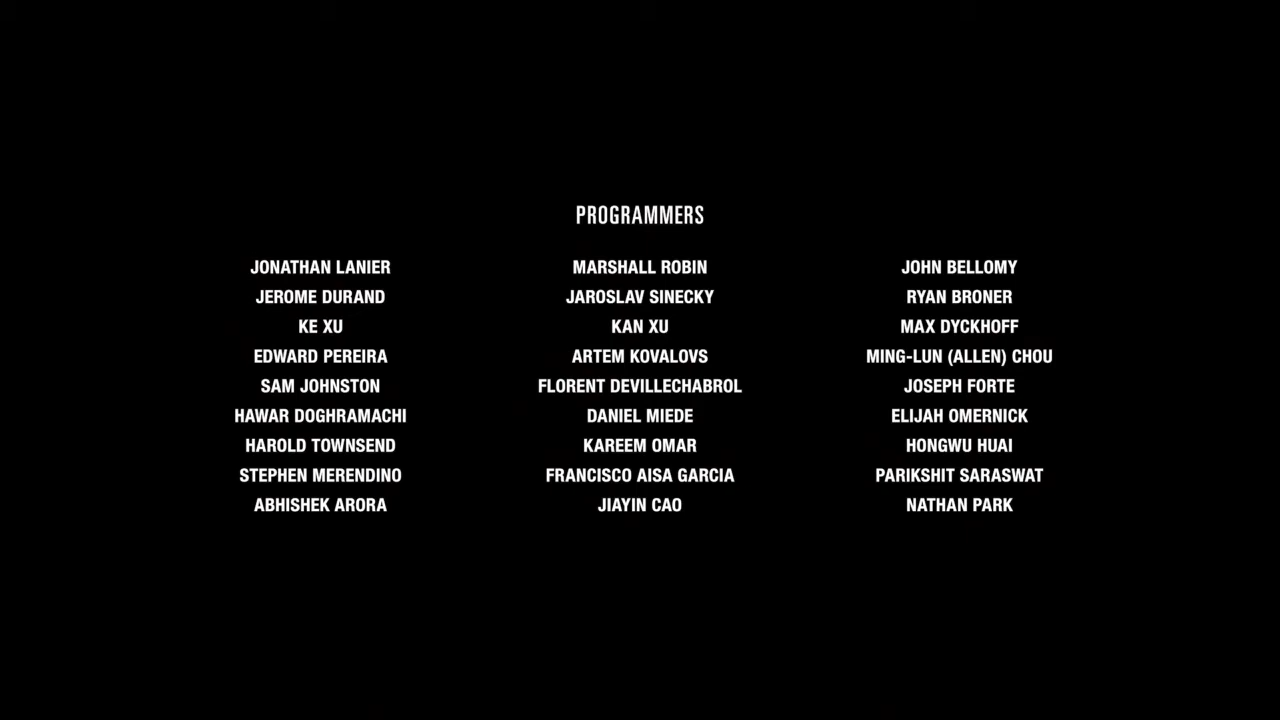 PROGRAMMERS
JONATHAN LANIER MARSHALL ROBIN JOHN BELLOMY
JEROME DURAND JAROSLAV SINECKY RYAN BRONER
KE XU KAN XU MAX DYCKHOFF
EDWARD PEREIRA ARTEM KOVALOVS MING-LUN (ALLEN) CHOU
SAM JOHNSTON FLORENT DEVILLECHABROL JOSEPH FORTE
HAWAR DOGHRAMACHI DANIEL MIEDE ELIJAH OMERNICK
HAROLD TOWNSEND KAREEM OMAR HONGWU HUAI
STEPHEN MERENDINO FRANCISCO AISA GARCIA PARIKSHIT SARASWAT
ABHISHEK ARORA JIAYIN CAO NATHAN PARK